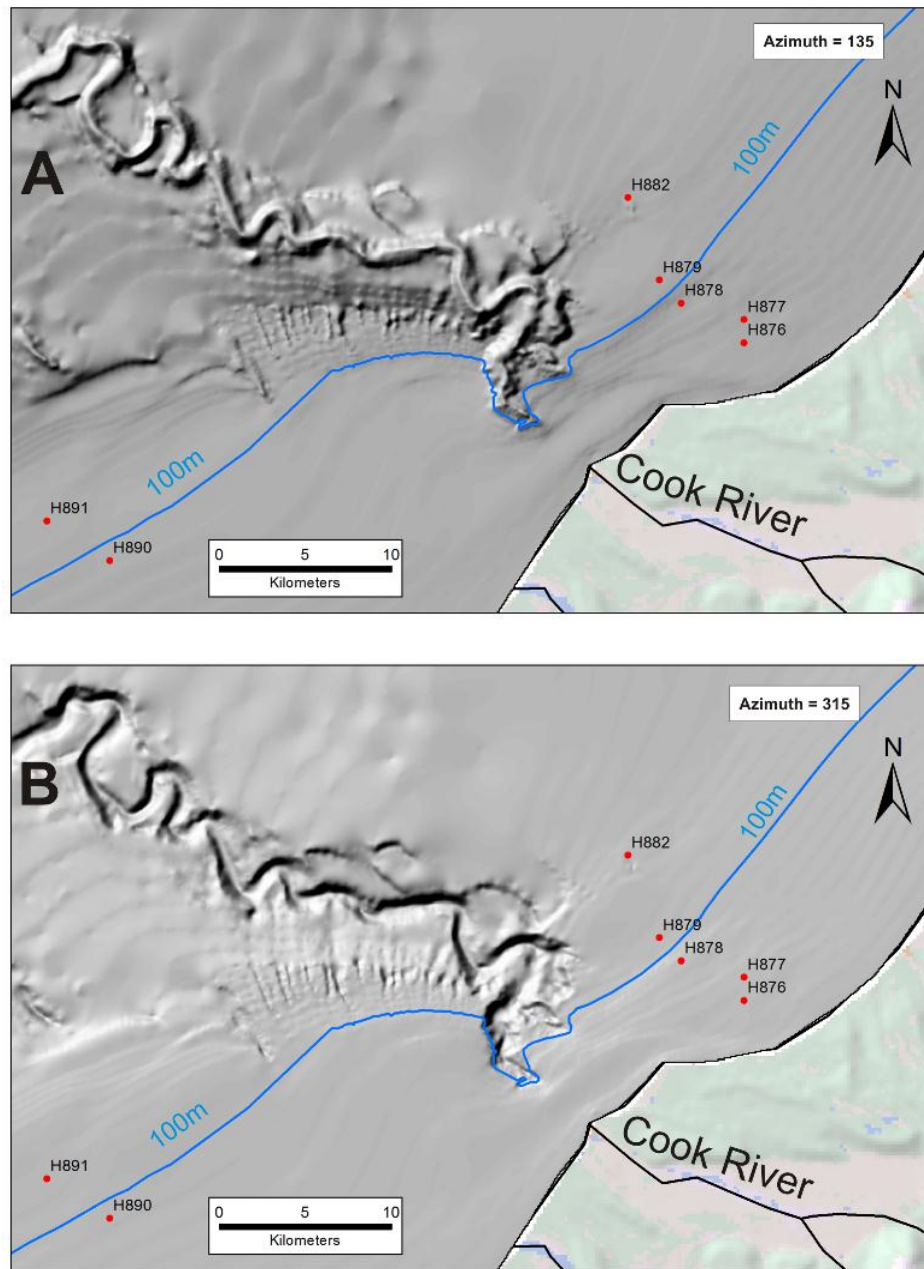 Azimuth = 135
N
A
100m
H882
H879
H878
H877
H876
100m
H891
H890
Cook River
0 5 10
Kilometers
Azimuth = 315
N
B
100m
H882
H879
H878
H877
H876
100m
H891
H890
Cook River
0 5 10
Kilometers